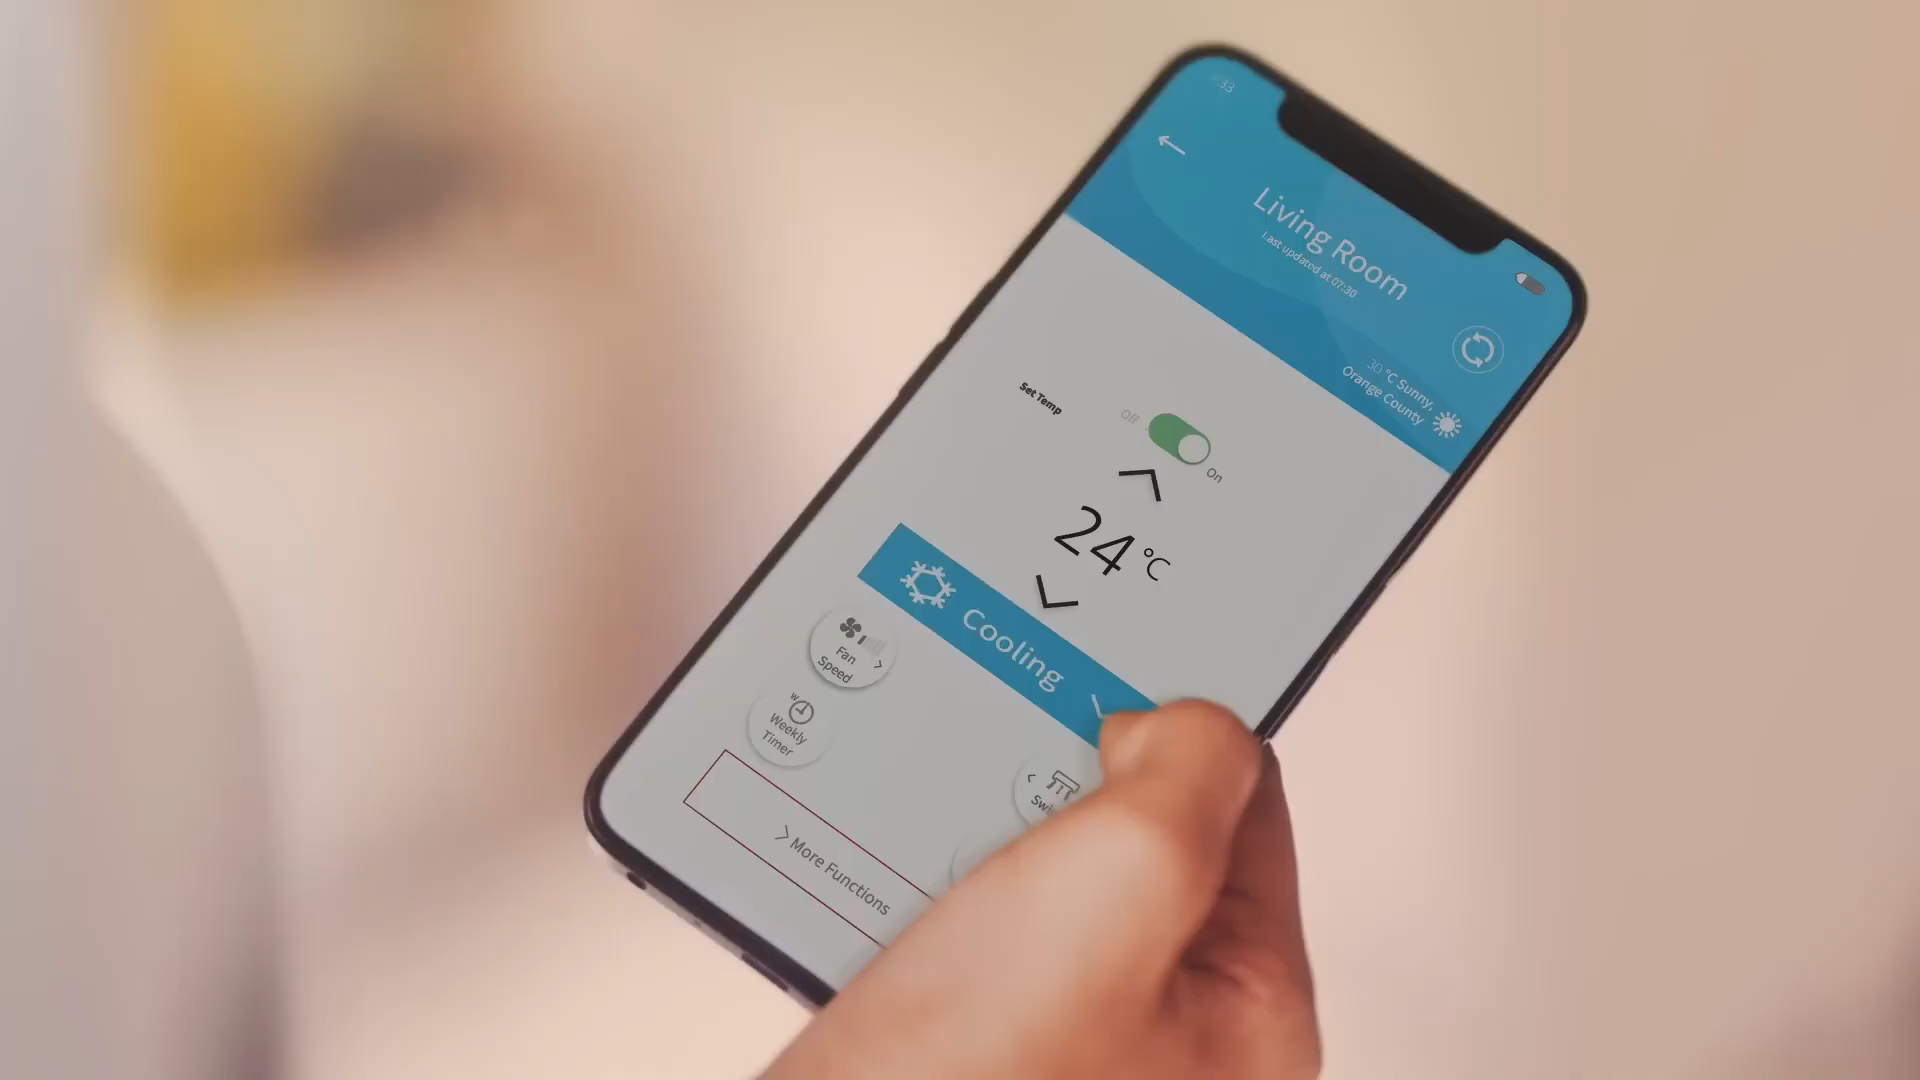 Living Room
Last updated at 07:30
30 °C Sunny,
Orange County
Set Temp
Off
On
24 °C
Cooling
Fan
Speed
Weekly
Timer
More Functions